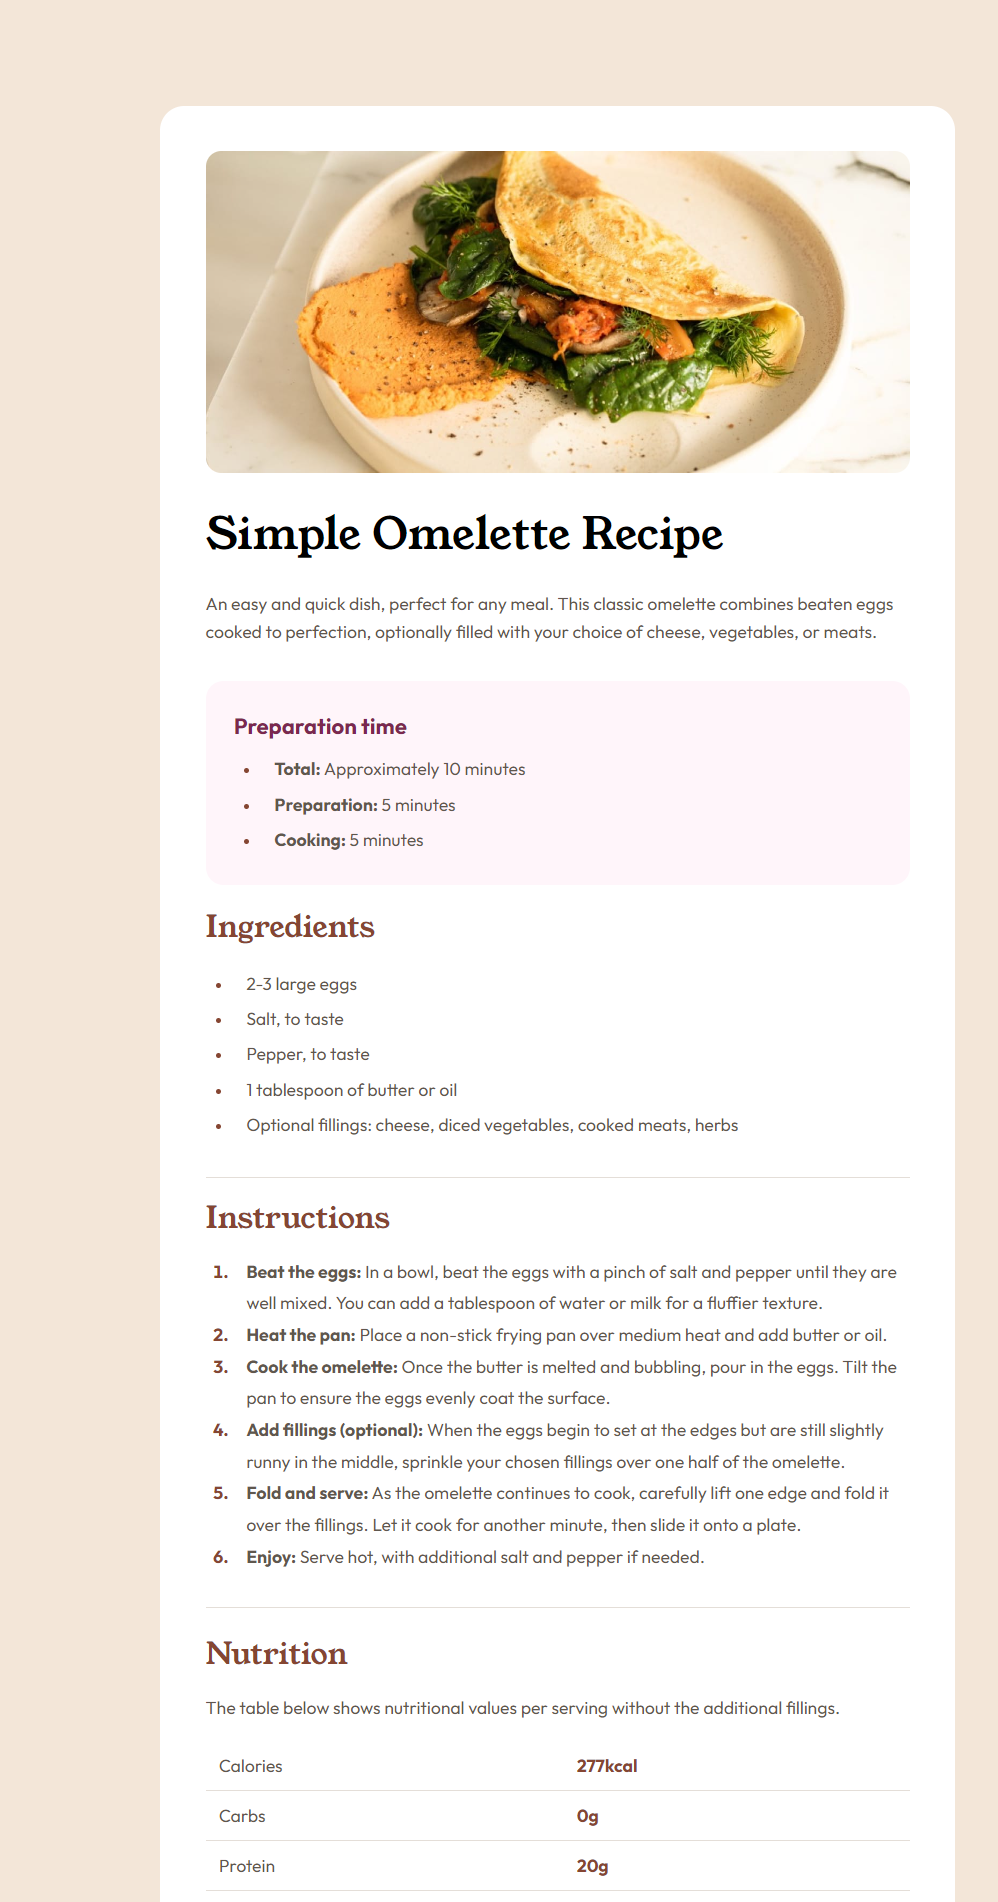 Simple Omelette Recipe
An easy and quick dish, perfect for any meal. This classic omelette combines beaten eggs
cooked to perfection, optionally filled with your choice of cheese, vegetables, or meats.
Preparation time
• Total: Approximately 10 minutes
• Preparation: 5 minutes
• Cooking: 5 minutes
Ingredients
• 2-3 large eggs
• Salt, to taste
• Pepper, to taste
• 1 tablespoon of butter or oil
• Optional fillings: cheese, diced vegetables, cooked meats, herbs
Instructions
1. Beat the eggs: In a bowl, beat the eggs with a pinch of salt and pepper until they are
well mixed. You can add a tablespoon of water or milk for a fluffier texture.
2. Heat the pan: Place a non-stick frying pan over medium heat and add butter or oil.
3. Cook the omelette: Once the butter is melted and bubbling, pour in the eggs. Tilt the
pan to ensure the eggs evenly coat the surface.
4. Add fillings (optional): When the eggs begin to set at the edges but are still slightly
runny in the middle, sprinkle your chosen fillings over one half of the omelette.
5. Fold and serve: As the omelette continues to cook, carefully lift one edge and fold it
over the fillings. Let it cook for another minute, then slide it onto a plate.
6. Enjoy: Serve hot, with additional salt and pepper if needed.
Nutrition
The table below shows nutritional values per serving without the additional fillings.
Calories 277kcal
Carbs 0g
Protein 20g